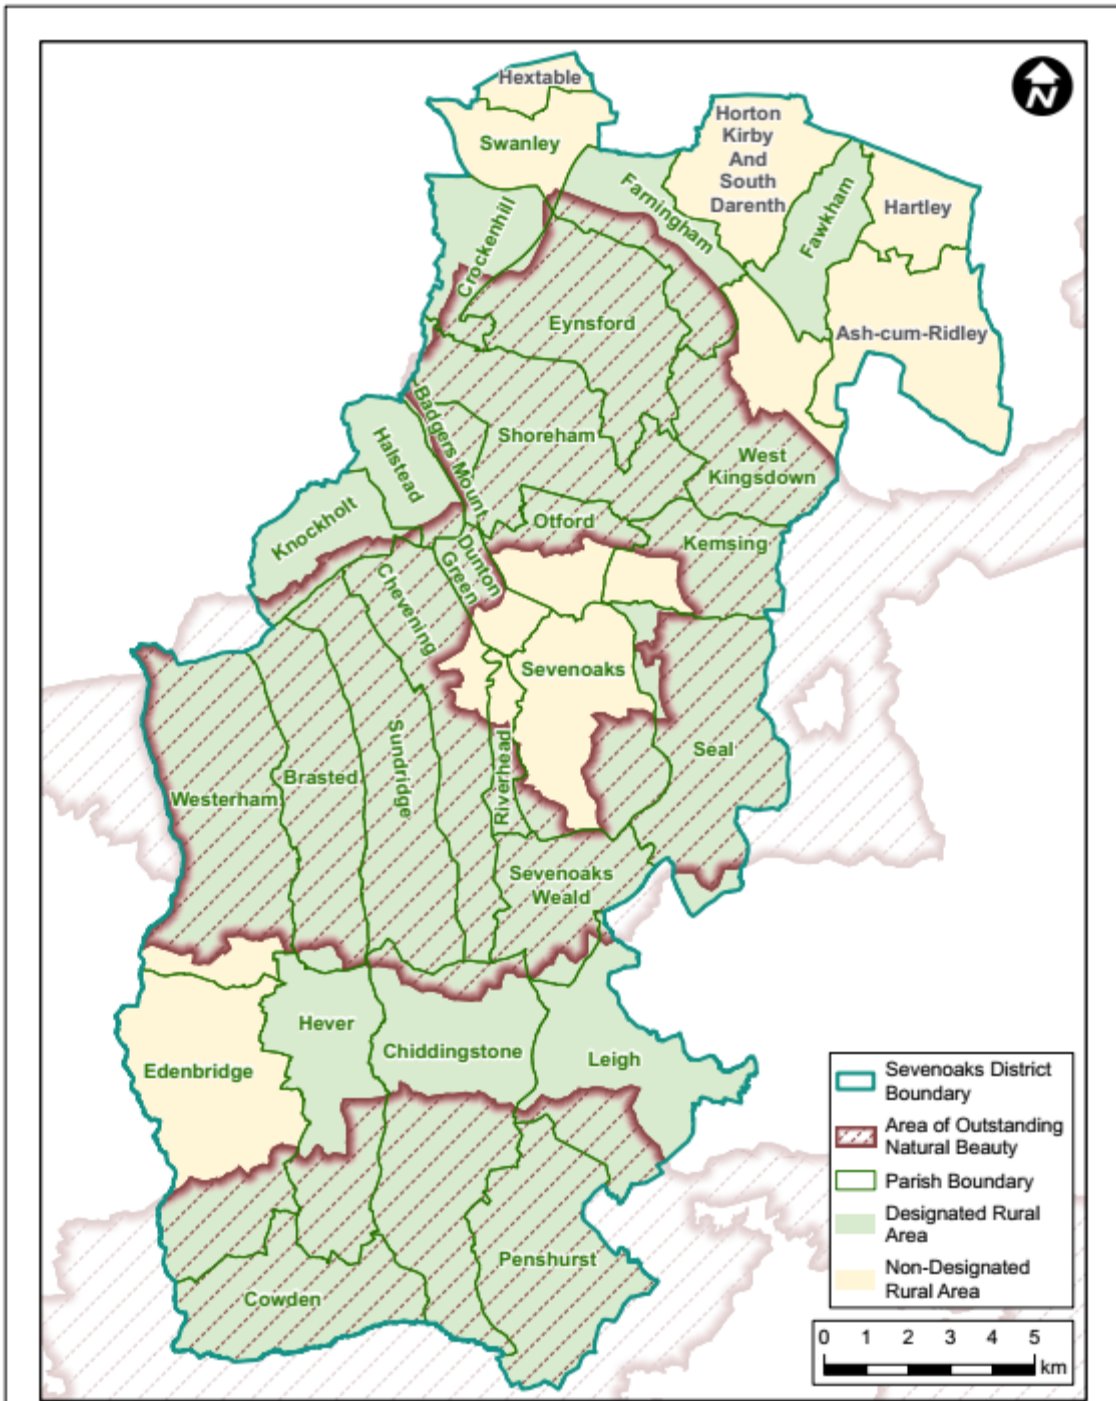 N
Hextable
Swanley
Horton
Kirby
And
South
Darenth
Farningham
Fawkham
Hartley
Crockenhill
Eynsford
Ash-cum-Ridley
Badgers Mount
Halstead
Shoreham
West
Kingsdown
Knockholt
Otford
Kemsing
Dunton
Green
Chevening
Sevenoaks
Seal
Westerham
Brasted
Sundridge
Riverhead
Sevenoaks
Weald
Hever
Chiddingstone
Leigh
Edenbridge
Penshurst
Cowden
Sevenoaks District
Boundary
Area of Outstanding
Natural Beauty
Parish Boundary
Designated Rural
Area
Non-Designated
Rural Area
0 1 2 3 4 5
km